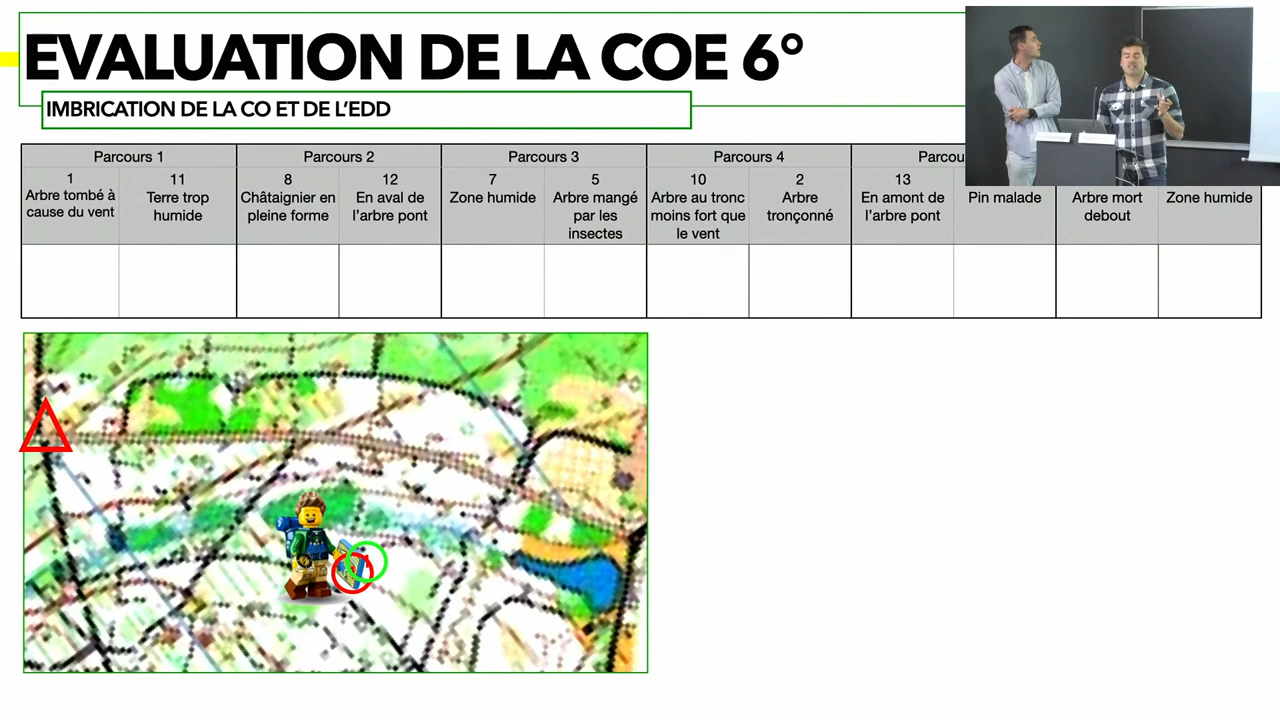 EVALUATION DE LA COE 6°
IMBRICATION DE LA CO ET DE L'EDD
Parcours 1
Parcours 2
Parcours 3
Parcours 4
Parcou
1
11
8
12
7
5
10
2
13
Arbre tombé à
cause du vent
Terre trop
humide
Châtaignier en
pleine forme
En aval de
l'arbre pont
Zone humide
Arbre mangé
par les
insectes
Arbre au tronc
moins fort que
le vent
Arbre
tronçonné
En amont de
l'arbre pont
Pin malade
Arbre mort
debout
Zone humide